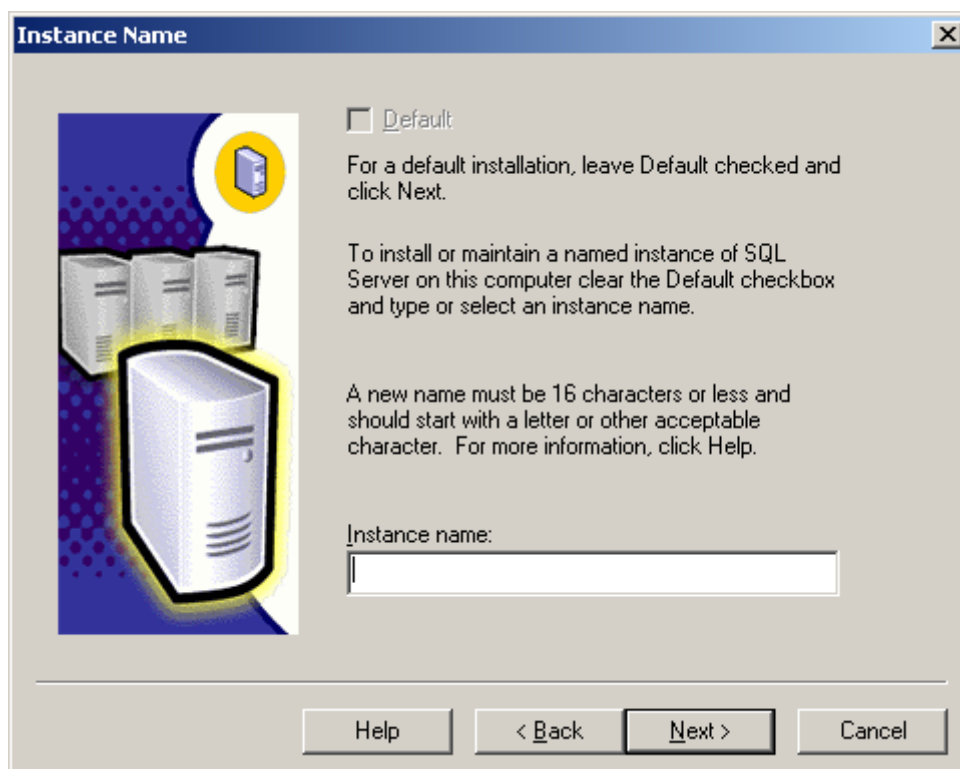 Instance Name
Default
For a default installation, leave Default checked and
click Next.
To install or maintain a named instance of SQL
Server on this computer clear the Default checkbox
and type or select an instance name.
A new name must be 16 characters or less and
should start with a letter or other acceptable
character.  For more information, click Help.
Instance name:
Help
< Back
Next >
Cancel